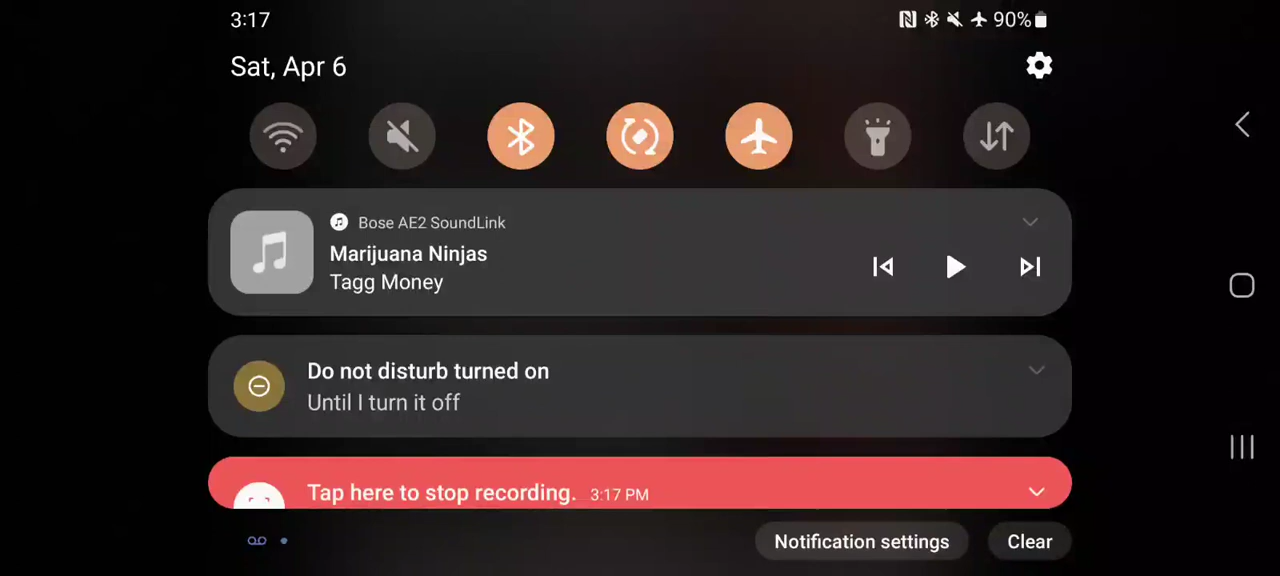 3:17
90%
Sat, Apr 6
Bose AE2 SoundLink
Marijuana Ninjas
Tagg Money
Do not disturb turned on
Until I turn it off
Tap here to stop recording. 3:17 PM
Notification settings
Clear